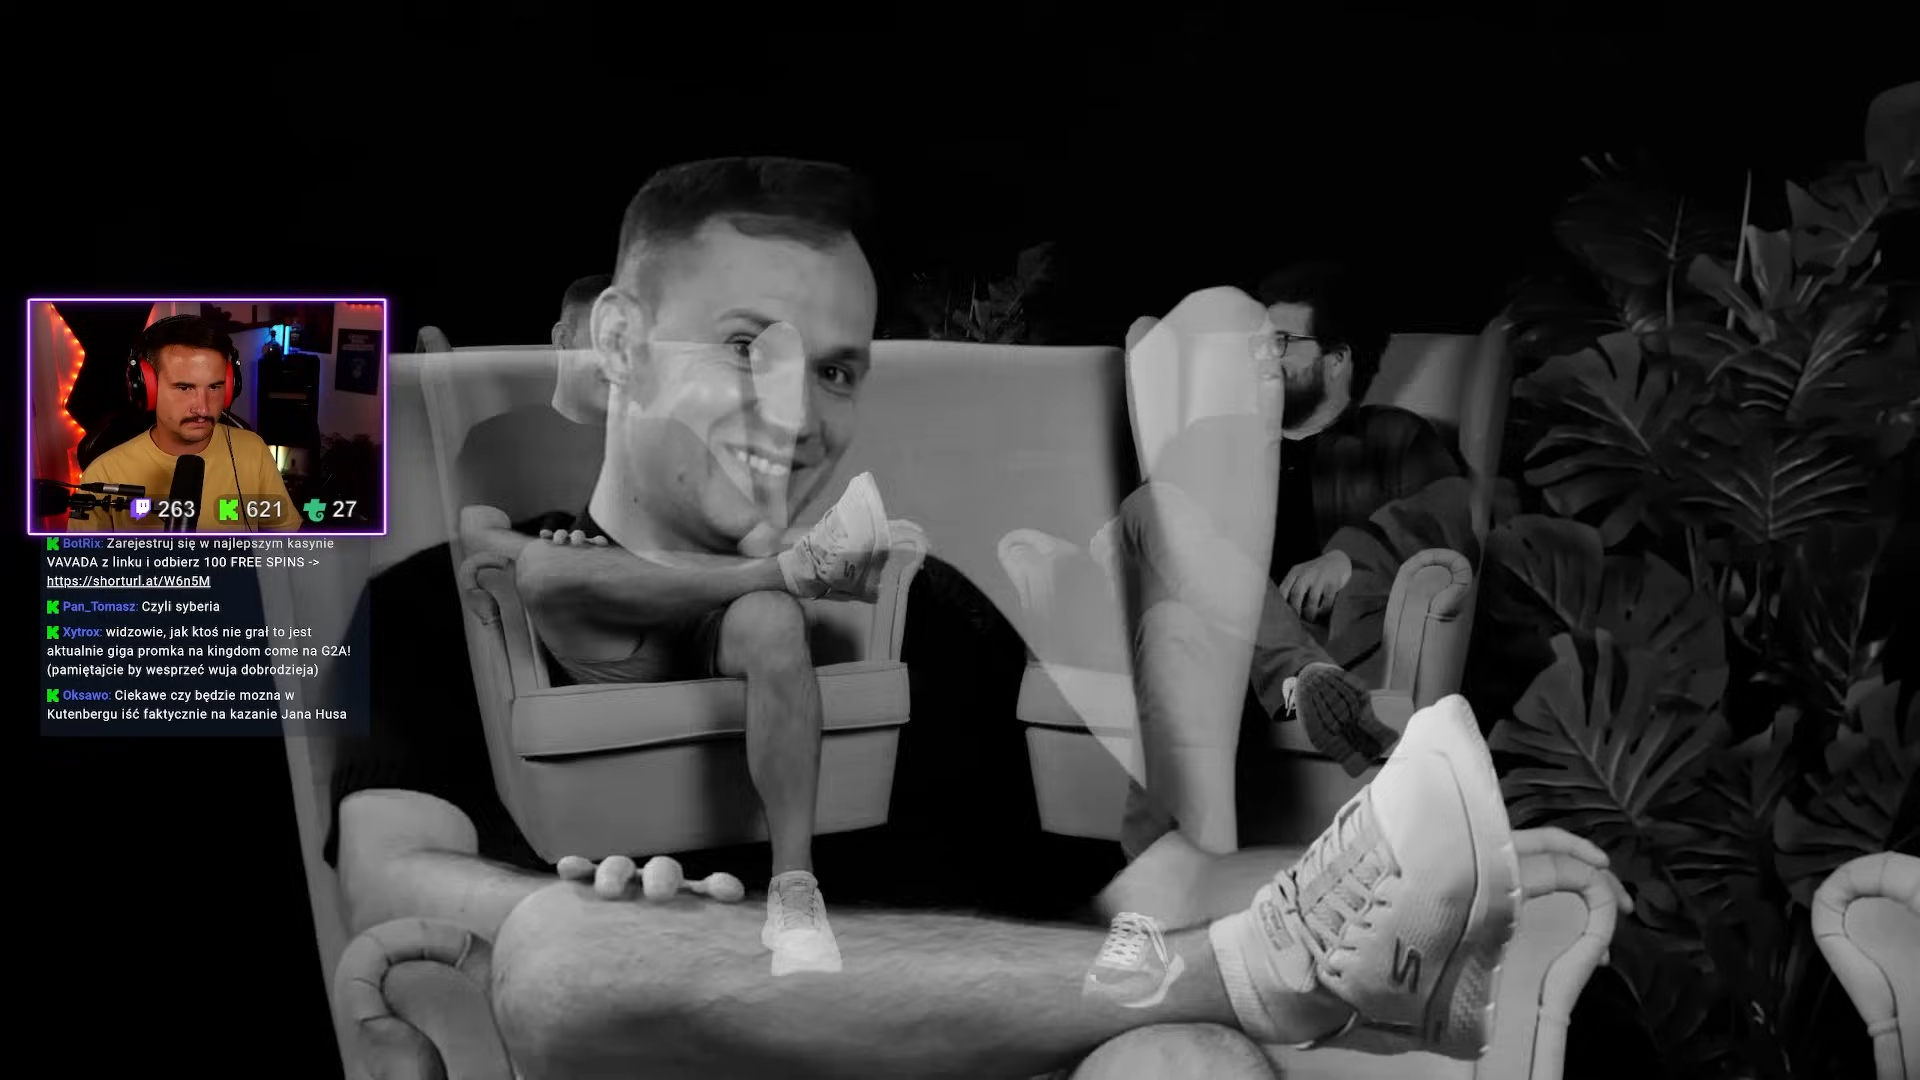 263 621 27
BotRix: Zarejestruj się w najlepszym kasynie
VAVADA z linku i odbierz 100 FREE SPINS ->
https://shorturl.at/W6n5M
Pan_Tomasz: Czyli syberia
Xytrox: widzowie, jak ktoś nie grał to jest
aktualnie giga promka na kingdom come na G2A!
(pamiętajcie by wesprzeć wuja dobrodzieja)
Oksawo: Ciekawe czy będzie mozna w
Kutenbergu iść faktycznie na kazanie Jana Husa